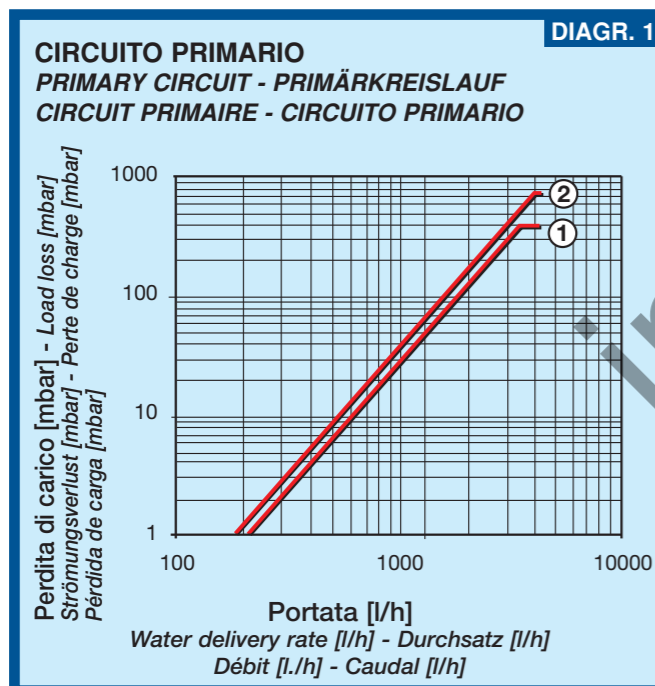 DIAGR. 1
CIRCUITO PRIMARIO
PRIMARY CIRCUIT - PRIMÄRKREISLAUF
CIRCUIT PRIMAIRE - CIRCUITO PRIMARIO
Perdita di carico [mbar] - Load loss [mbar]
Strömungsverlust [mbar] - Perte de charge [mbar]
Pérdida de carga [mbar]
1000
100
10
1
2
1
100
1000
10000
Portata [l/h]
Water delivery rate [l/h] - Durchsatz [l/h]
Débit [l./h] - Caudal [l/h]